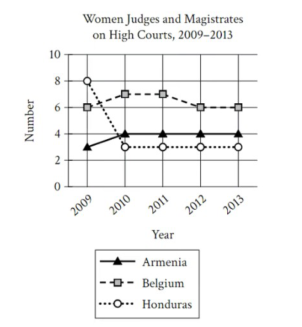 Women Judges and Magistrates
on High Courts, 2009–2013
10
8
6
4
2
0
Number
2009
2010
2011
2012
2013
Year
Armenia
Belgium
Honduras